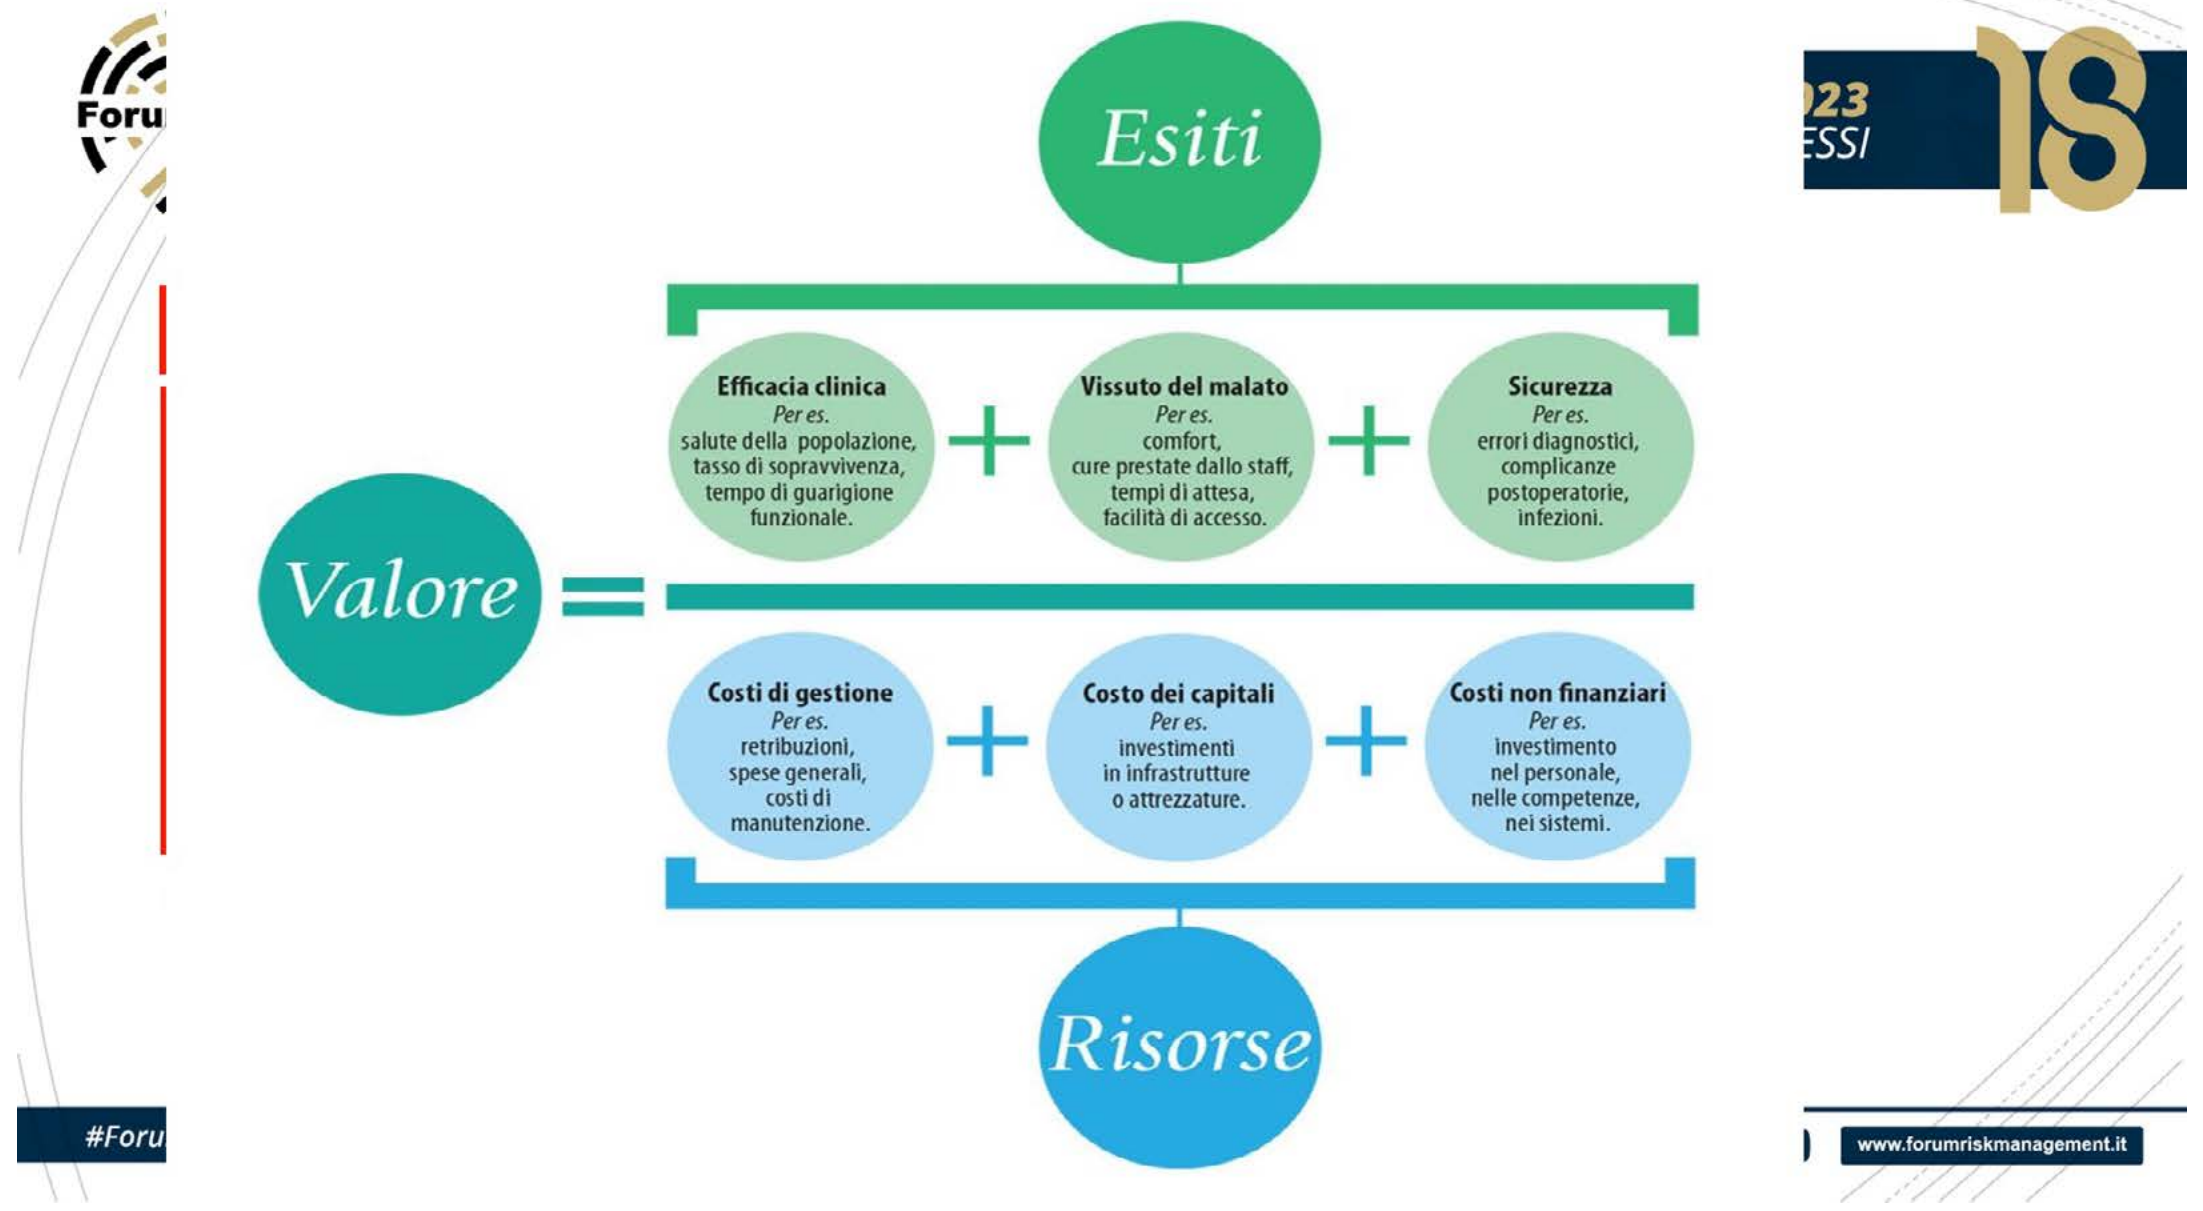 Foru
023
ESSI
18
Esiti
Efficacia clinica
Per es.
salute della popolazione,
tasso di sopravvivenza,
tempo di guarigione
funzionale.
Vissuto del malato
Per es.
comfort,
cure prestate dallo staff,
tempi di attesa,
facilità di accesso.
Sicurezza
Per es.
errori diagnostici,
complicanze
postoperatorie,
infezioni.
+
+
Valore
=
Costi di gestione
Per es.
retribuzioni,
spese generali,
costi di
manutenzione.
Costo dei capitali
Per es.
investimenti
in infrastrutture
o attrezzature.
Costi non finanziari
Per es.
investimento
nel personale,
nelle competenze,
nei sistemi.
+
+
Risorse
#Foru
www.forumriskmanagement.it